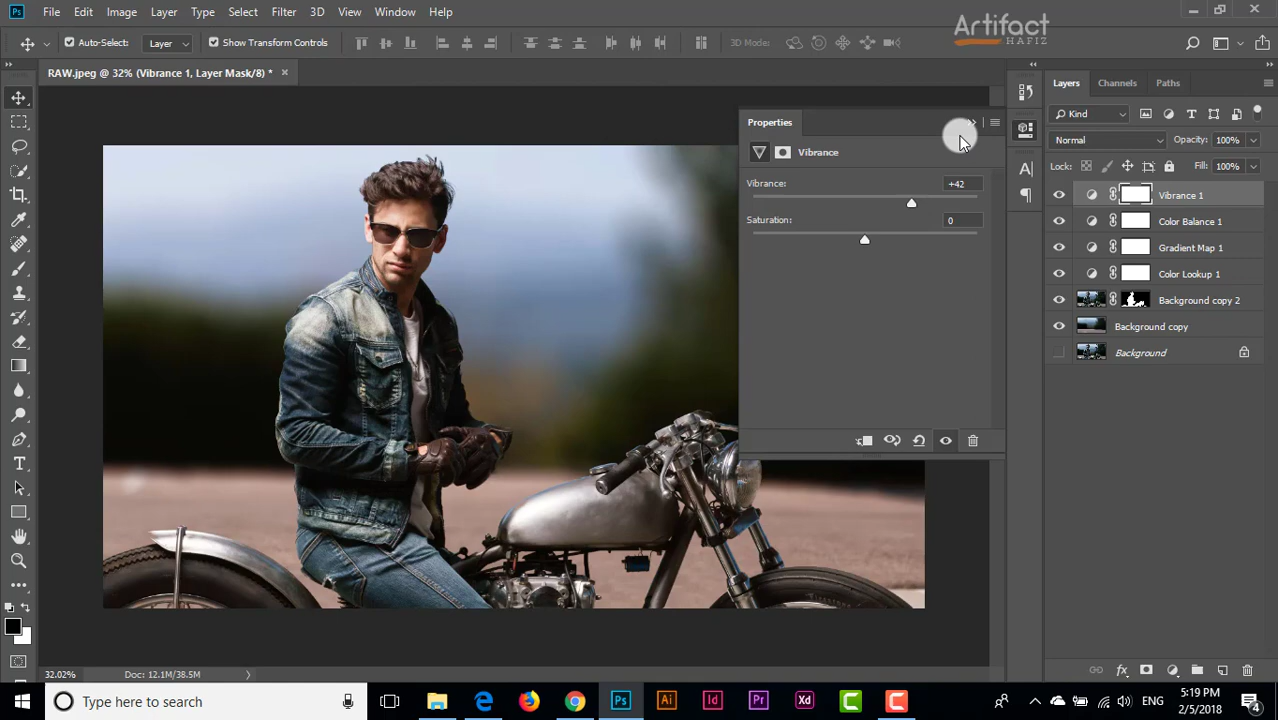 Ps File Edit Image Layer Type Select Filter 3D View Window Help
Artifact
HAFIZ
Auto-Select: Layer Show Transform Controls 3D Mode:
RAW.jpeg @ 32% (Vibrance 1, Layer Mask/8) *
Properties
Vibrance
Vibrance: +42
Saturation: 0
Layers Channels Paths
Kind
Normal Opacity: 100%
Lock: Fill: 100%
Vibrance 1
Color Balance 1
Gradient Map 1
Color Lookup 1
Background copy 2
Background copy
Background
32.02% Doc: 12.1M/38.5M
Type here to search
Ps Ai Id Pr Xd
ENG
5:19 PM
2/5/2018
4